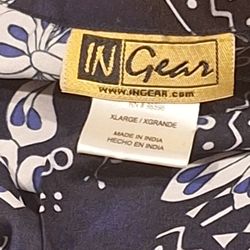 IN Gear
www.INGEAR.com
XLARGE / XGRANDE
MADE IN INDIA
HECHO EN INDIA